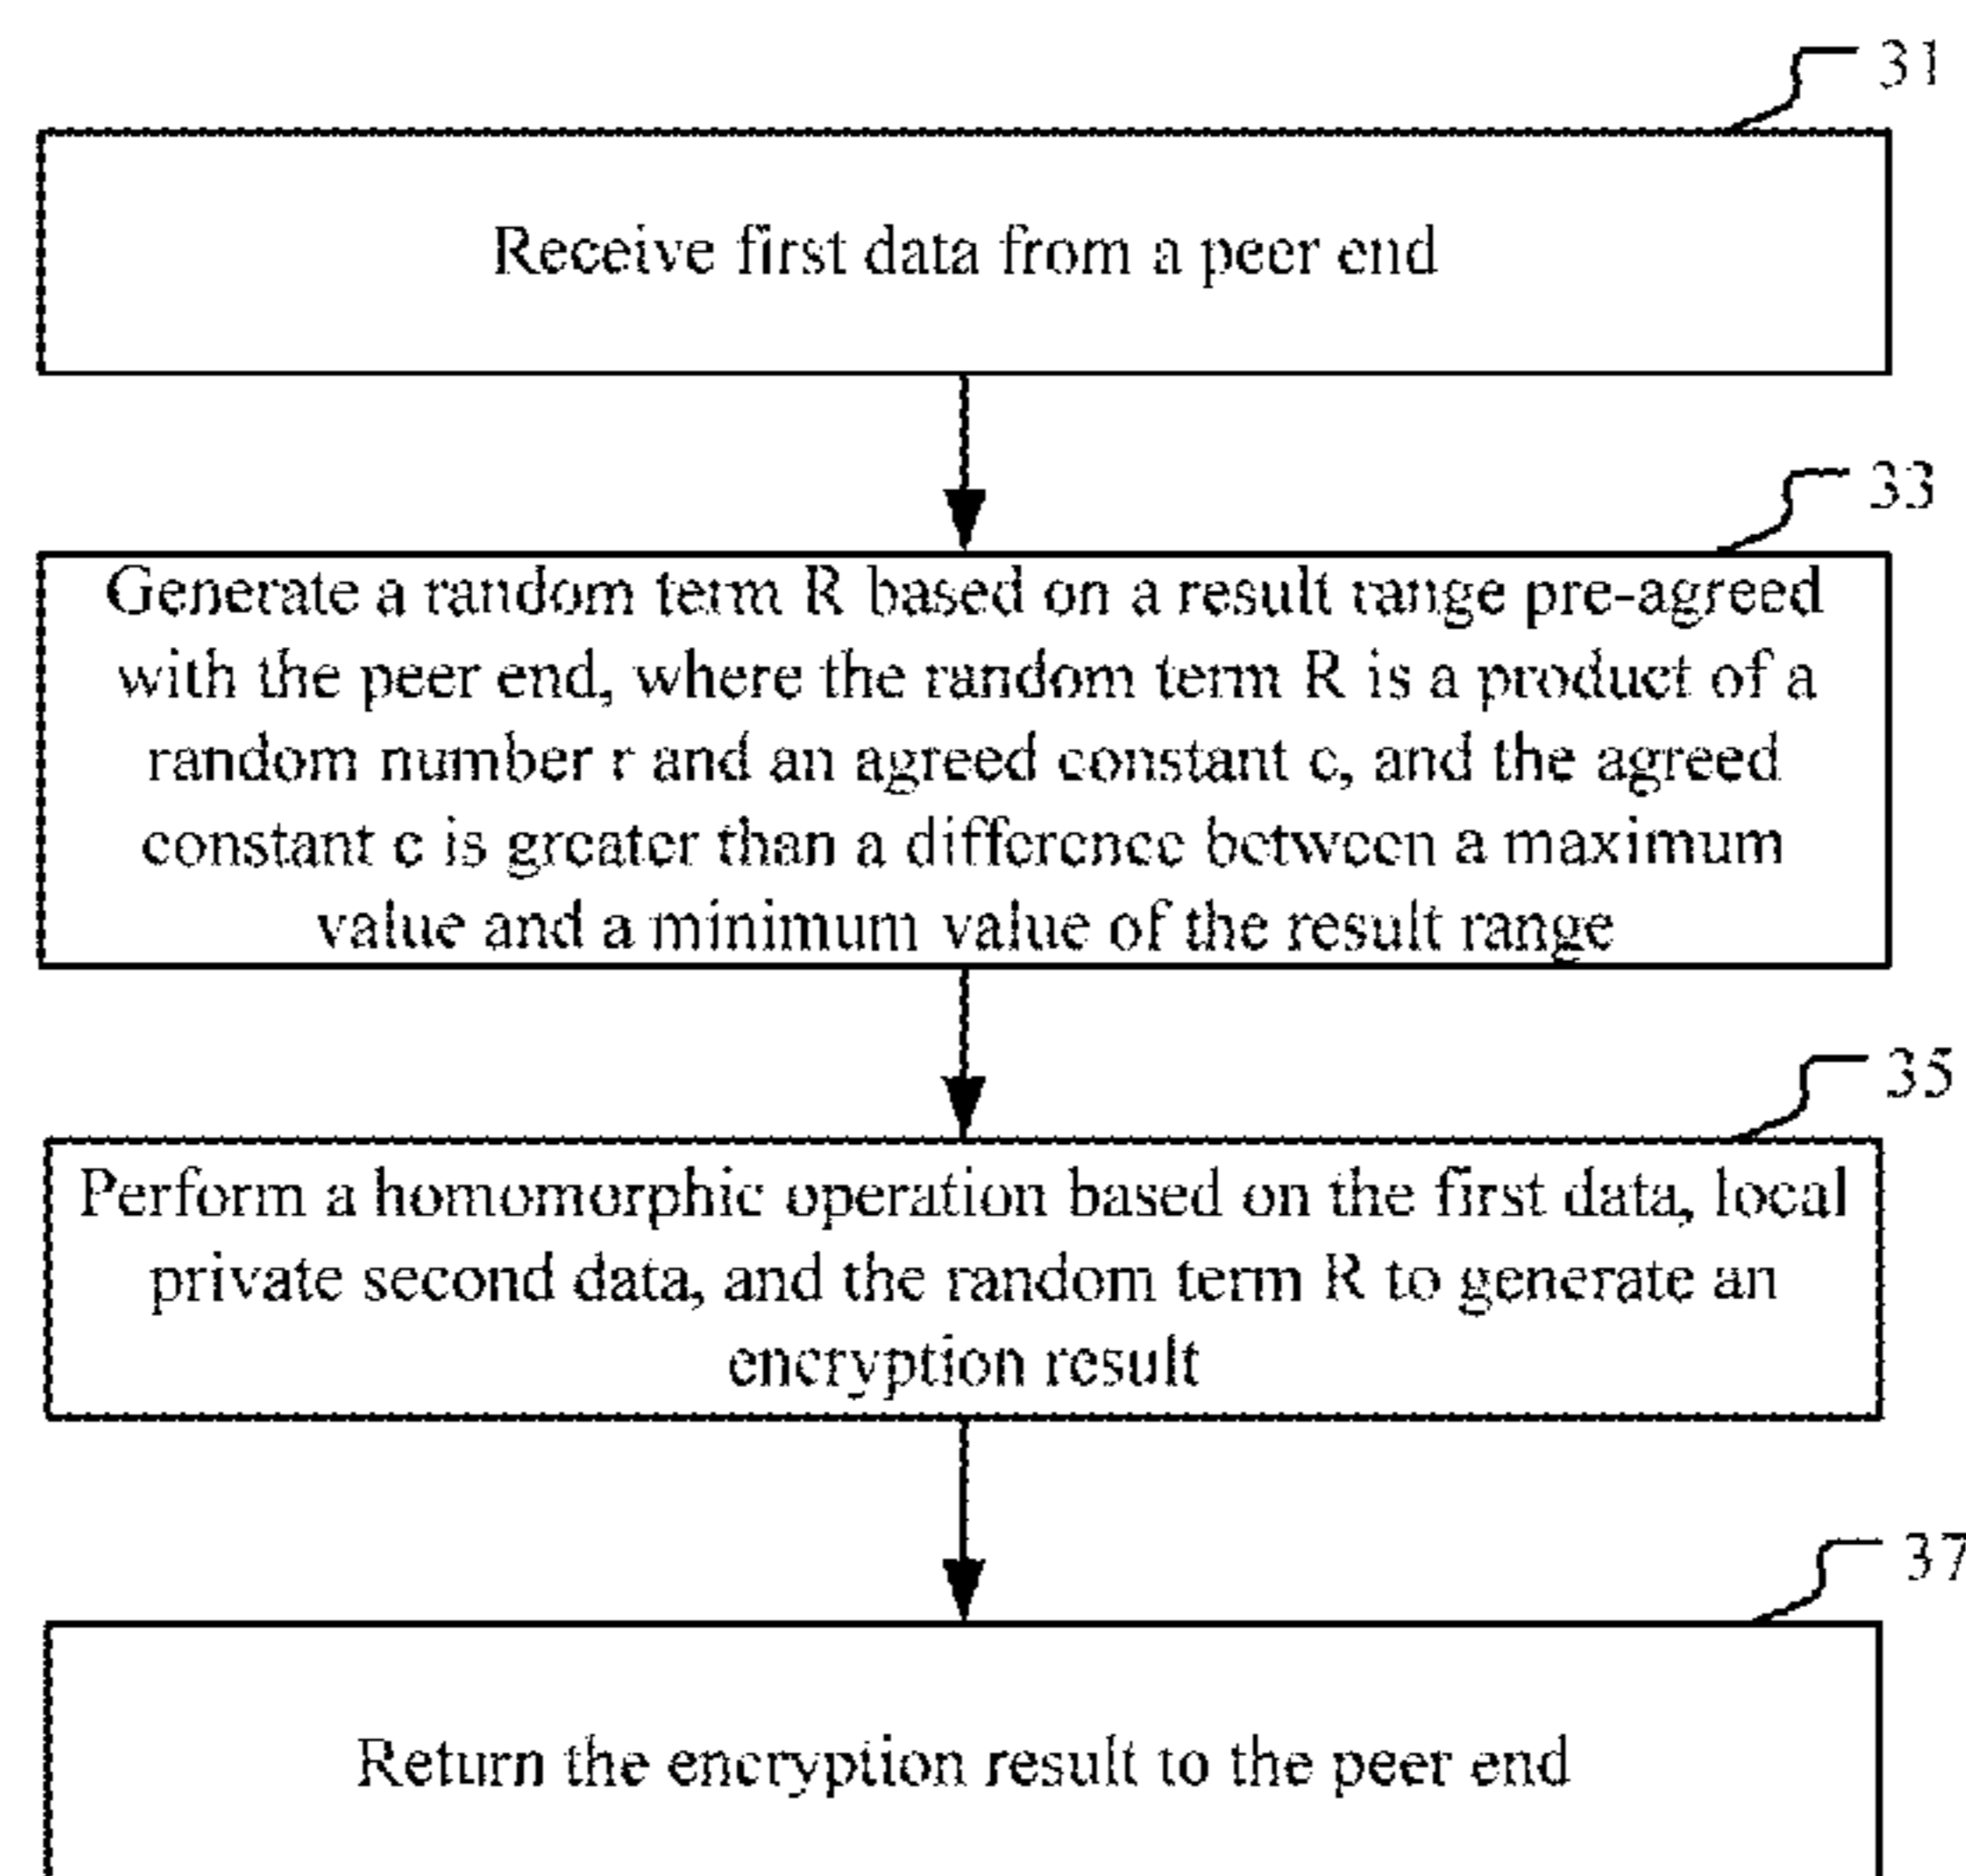 31
Receive first data from a peer end
33
Generate a random term R based on a result range pre-agreed
with the peer end, where the random term R is a product of a
random number r and an agreed constant c, and the agreed
constant c is greater than a difference between a maximum
value and a minimum value of the result range
35
Perform a homomorphic operation based on the first data, local
private second data, and the random term R to generate an
encryption result
37
Return the encryption result to the peer end